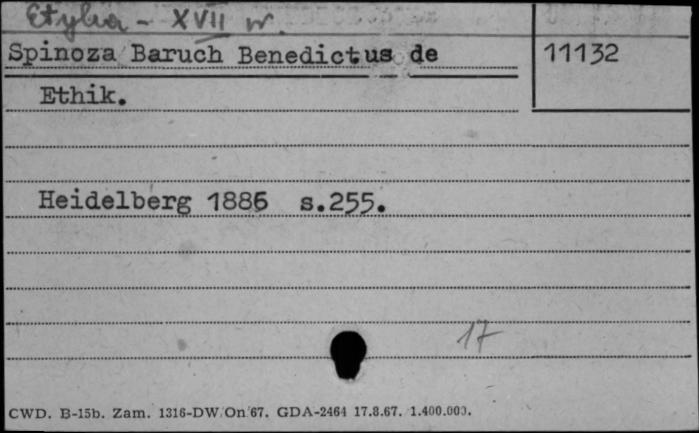 Etyka - XVII w.
Spinoza Baruch Benedictus de 11132
Ethik.
Heidelberg 1886 s.255.
17
CWD. B-15b. Zam. 1316-DW/On/67. GDA-2464 17.8.67. 1.400.000.